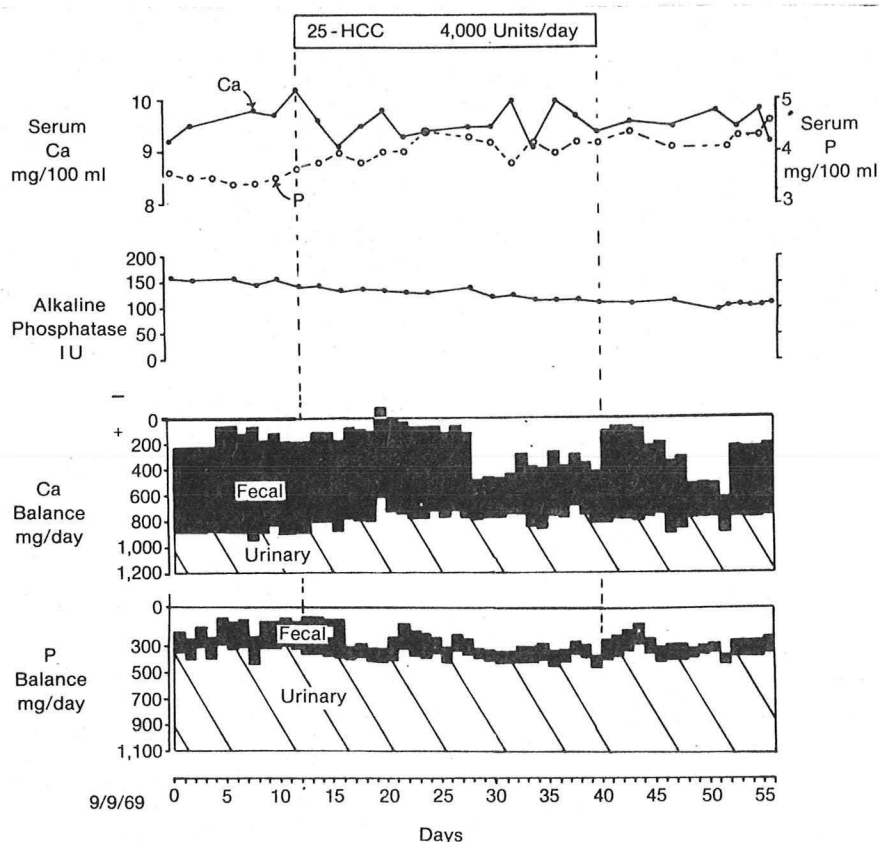 25-HCC 4,000 Units/day
Ca
10
9
8
Serum
Ca
mg/100 ml
P
5
4
3
Serum
P
mg/100 ml
200
150
100
50
0
Alkaline
Phosphatase
IU
−
0
+
200
400
600
800
1,000
1,200
Ca
Balance
mg/day
Fecal
Urinary
0
300
500
700
900
1,100
P
Balance
mg/day
Fecal
Urinary
9/9/69
0 5 10 15 20 25 30 35 40 45 50 55
Days